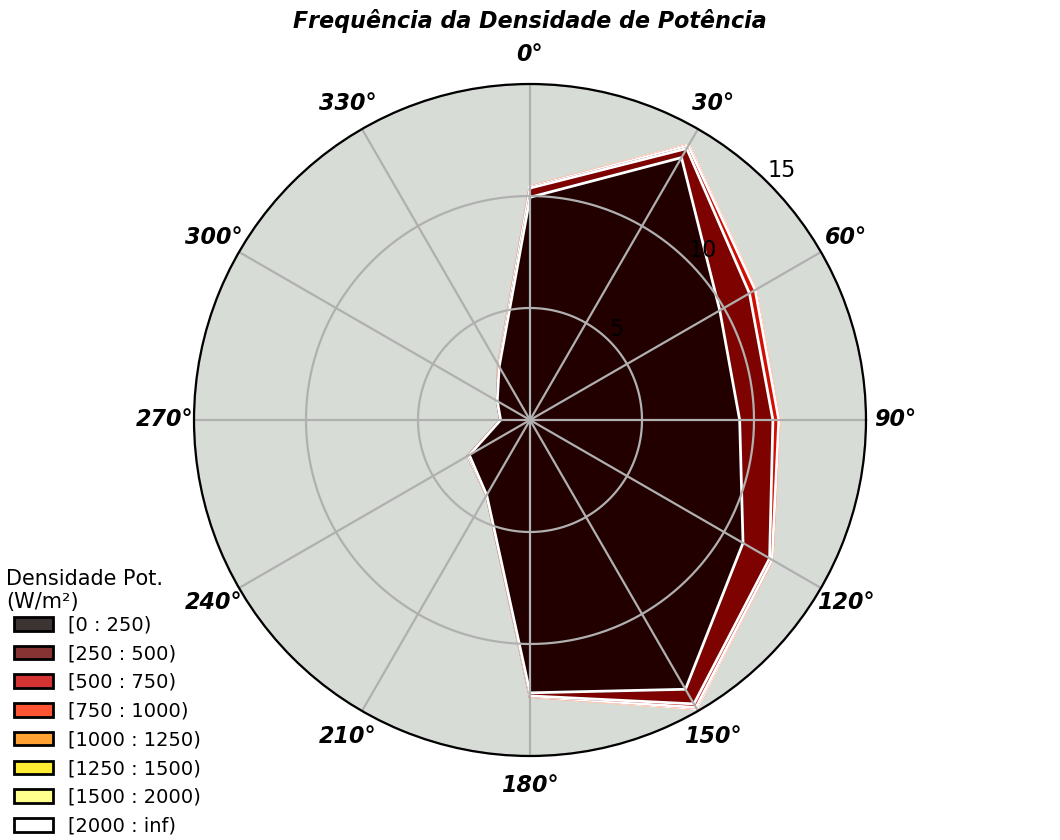 Frequência da Densidade de Potência
0°
330°
30°
15
300°
60°
10
5
270°
90°
Densidade Pot.
(W/m²)
240°
120°
[0 : 250)
[250 : 500)
[500 : 750)
[750 : 1000)
210°
150°
[1000 : 1250)
[1250 : 1500)
180°
[1500 : 2000)
[2000 : inf)